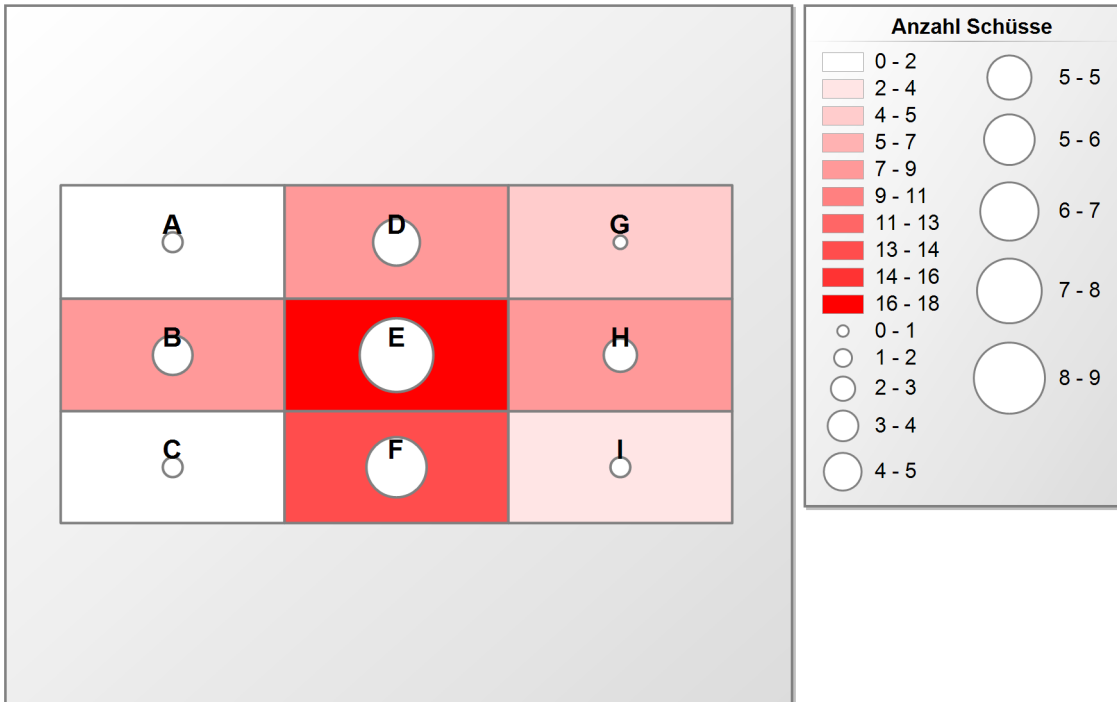 A
D
G
B
E
H
C
F
I
Anzahl Schüsse
0 - 2
2 - 4
4 - 5
5 - 7
7 - 9
9 - 11
11 - 13
13 - 14
14 - 16
16 - 18
0 - 1
1 - 2
2 - 3
3 - 4
4 - 5
5 - 5
5 - 6
6 - 7
7 - 8
8 - 9